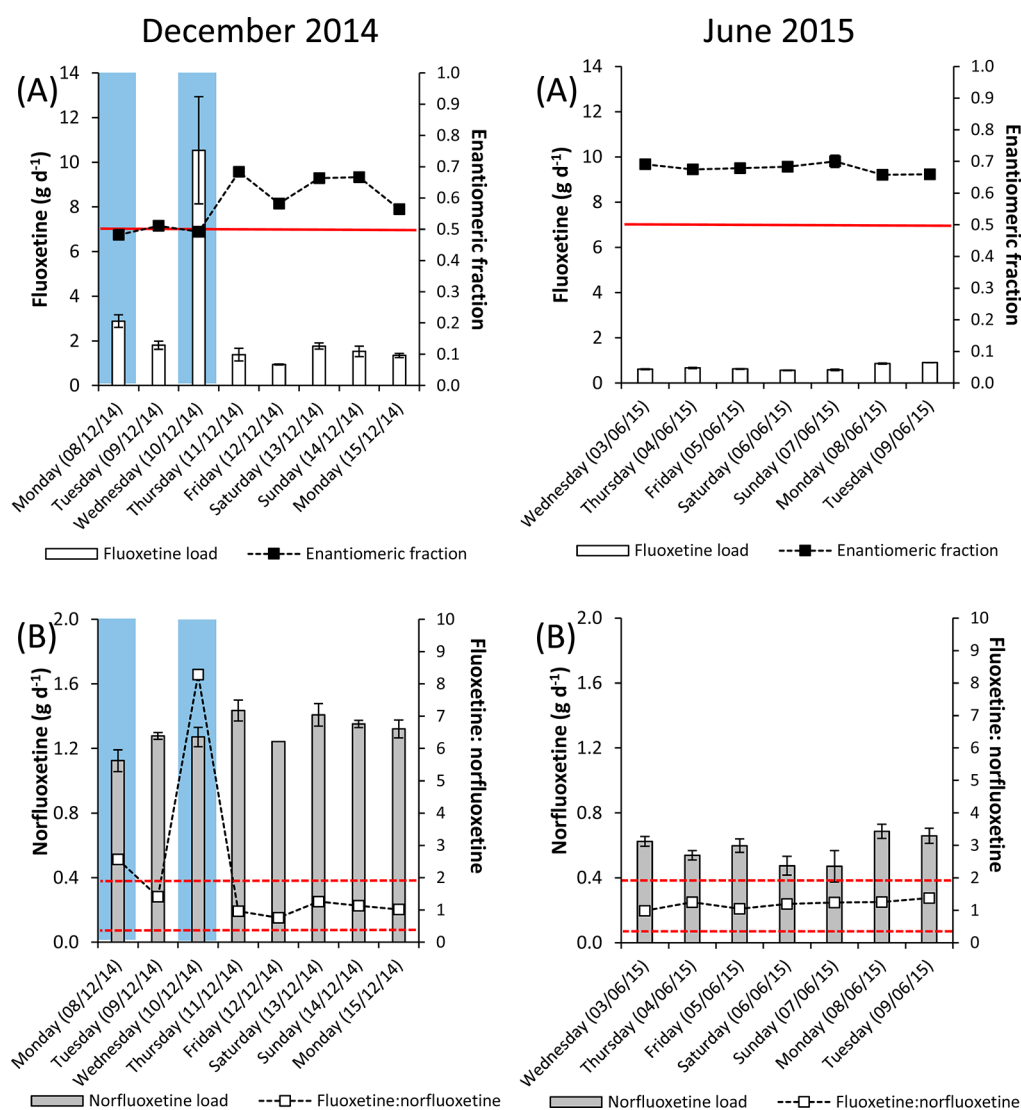 December 2014
(A)
Fluoxetine (g d-1)
14
12
10
8
6
4
2
0
1.0
0.9
0.8
0.7
0.6
0.5
0.4
0.3
0.2
0.1
0.0
Enantiomeric fraction
Monday (08/12/14)
Tuesday (09/12/14)
Wednesday (10/12/14)
Thursday (11/12/14)
Friday (12/12/14)
Saturday (13/12/14)
Sunday (14/12/14)
Monday (15/12/14)
Fluoxetine load
Enantiomeric fraction
June 2015
(A)
Fluoxetine (g d-1)
14
12
10
8
6
4
2
0
1.0
0.9
0.8
0.7
0.6
0.5
0.4
0.3
0.2
0.1
0.0
Enantiomeric fraction
Wednesday (03/06/15)
Thursday (04/06/15)
Friday (05/06/15)
Saturday (06/06/15)
Sunday (07/06/15)
Monday (08/06/15)
Tuesday (09/06/15)
Fluoxetine load
Enantiomeric fraction
(B)
Norfluoxetine (g d-1)
2.0
1.6
1.2
0.8
0.4
0.0
10
9
8
7
6
5
4
3
2
1
0
Fluoxetine: norfluoxetine
Monday (08/12/14)
Tuesday (09/12/14)
Wednesday (10/12/14)
Thursday (11/12/14)
Friday (12/12/14)
Saturday (13/12/14)
Sunday (14/12/14)
Monday (15/12/14)
Norfluoxetine load
Fluoxetine:norfluoxetine
(B)
Norfluoxetine (g d-1)
2.0
1.6
1.2
0.8
0.4
0.0
10
9
8
7
6
5
4
3
2
1
0
Fluoxetine: norfluoxetine
Wednesday (03/06/15)
Thursday (04/06/15)
Friday (05/06/15)
Saturday (06/06/15)
Sunday (07/06/15)
Monday (08/06/15)
Tuesday (09/06/15)
Norfluoxetine load
Fluoxetine:norfluoxetine